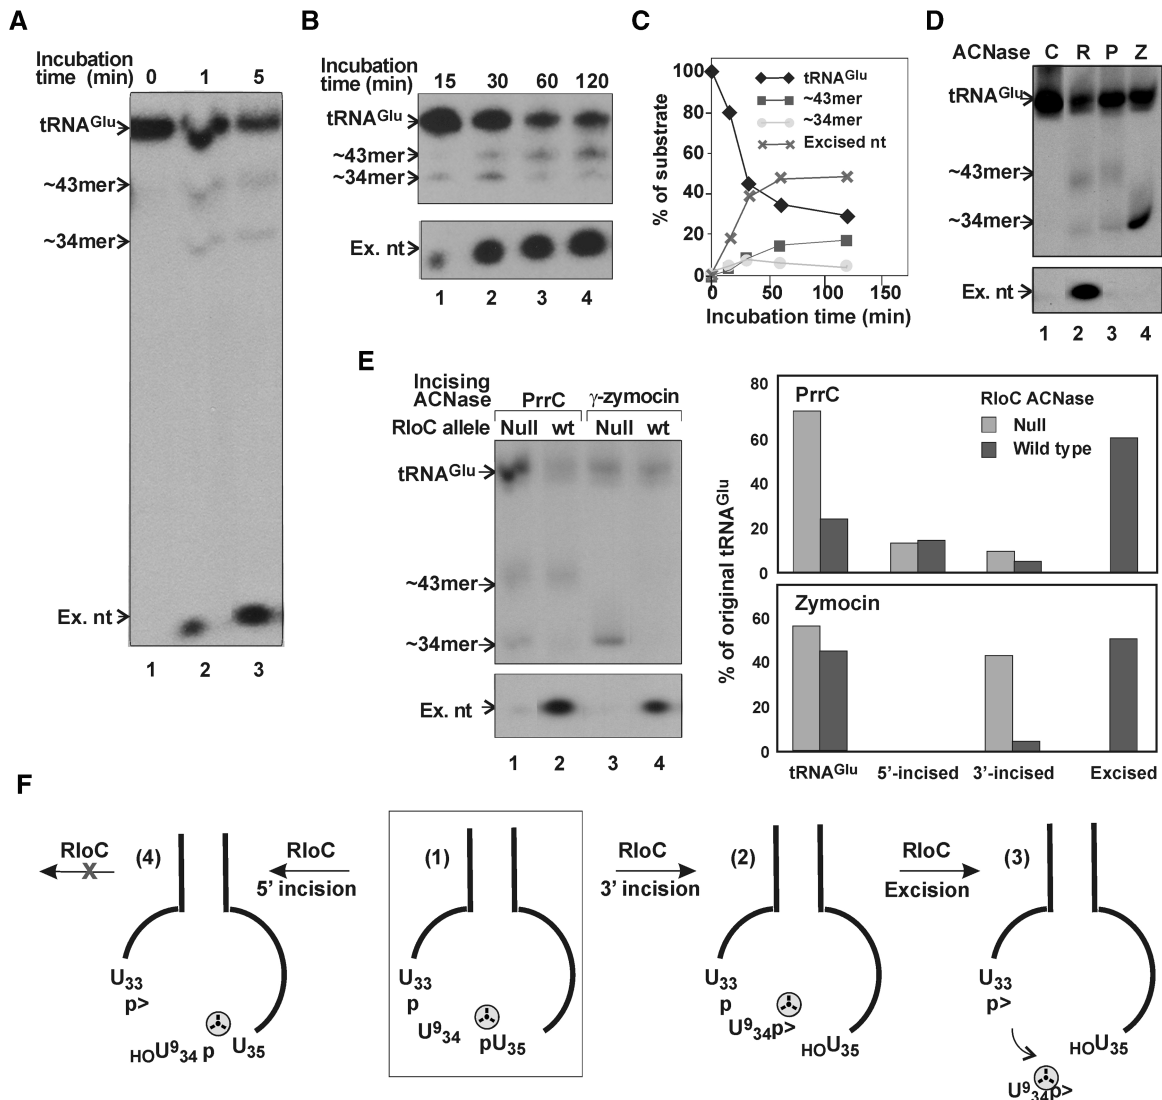 A
Incubation
time (min) 0 1 5
tRNAGlu
~43mer
~34mer
Ex. nt
1 2 3
B
Incubation
time (min) 15 30 60 120
tRNAGlu
~43mer
~34mer
Ex. nt
1 2 3 4
C
% of substrate
100
80
60
40
20
0
0 50 100 150
Incubation time (min)
tRNAGlu
~43mer
~34mer
Excised nt
D
ACNase C R P Z
tRNAGlu
~43mer
~34mer
Ex. nt
1 2 3 4
E
Incising
ACNase PrrC γ-zymocin
RloC allele Null wt Null wt
tRNAGlu
~43mer
~34mer
Ex. nt
1 2 3 4
% of original tRNAGlu
80
60
40
20
0
PrrC
RloC ACNase
Null
Wild type
60
40
20
0
Zymocin
tRNAGlu 5'-incised 3'-incised Excised
F
RloC
X
(4)
RloC
5' incision
(1)
RloC
3' incision
(2)
RloC
Excision
(3)
U33
p>
HOU934 p U35
U33
p
U934
pU35
U33
p
U934p>
HOU35
U33
p>
HOU35
U934p>